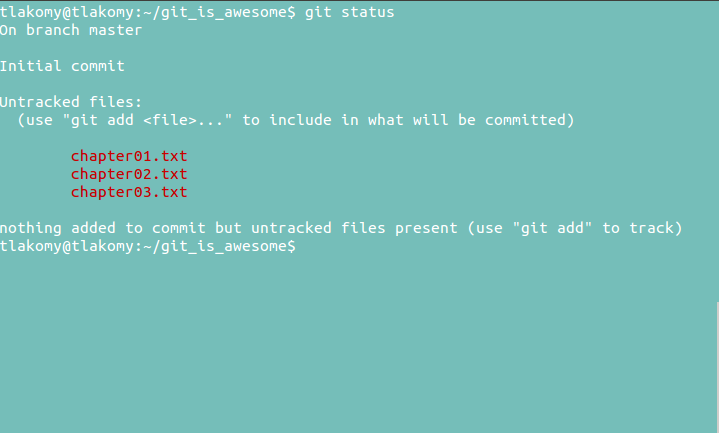 tlakomy@tlakomy:~/git_is_awesome$ git status
On branch master
Initial commit
Untracked files:
(use "git add <file>..." to include in what will be committed)
chapter01.txt
chapter02.txt
chapter03.txt
nothing added to commit but untracked files present (use "git add" to track)
tlakomy@tlakomy:~/git_is_awesome$